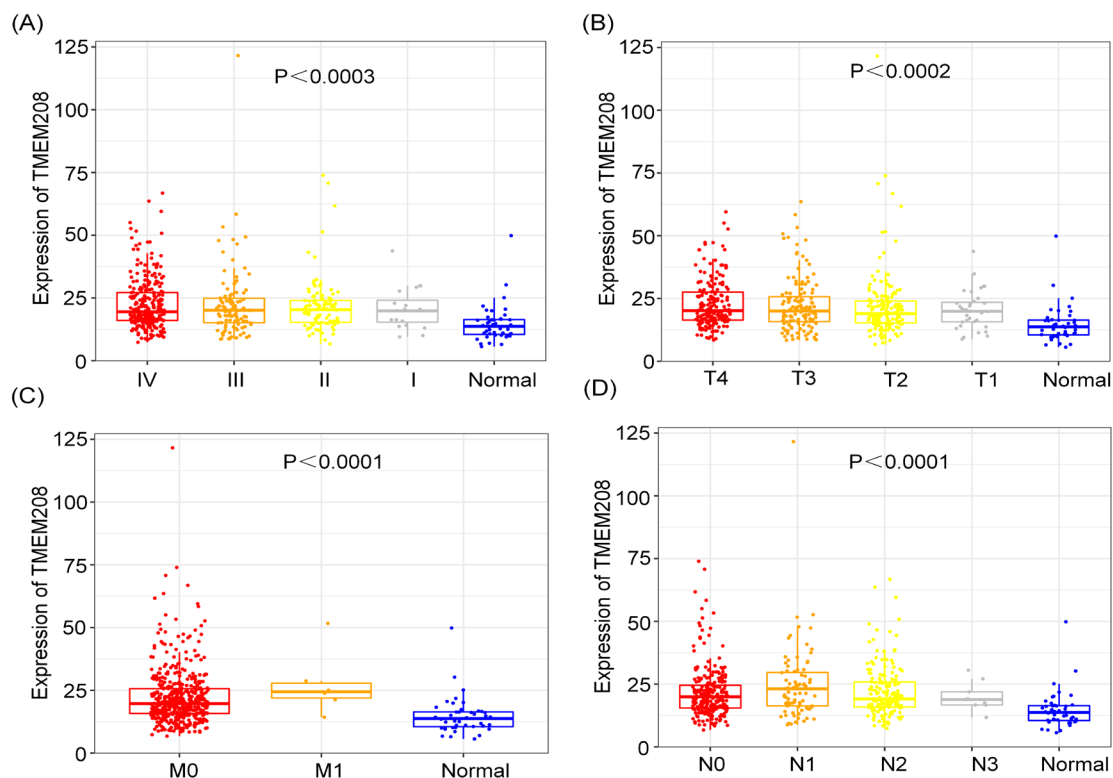 (A)
Expression of TMEM208
125
100
75
50
25
0
P<0.0003
IV III II I Normal
(B)
Expression of TMEM208
125
100
75
50
25
0
P<0.0002
T4 T3 T2 T1 Normal
(C)
Expression of TMEM208
125
100
75
50
25
0
P<0.0001
M0 M1 Normal
(D)
Expression of TMEM208
125
100
75
50
25
0
P<0.0001
N0 N1 N2 N3 Normal